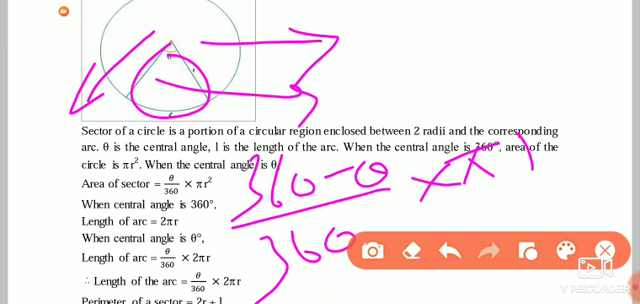 θ
r
Sector of a circle is a portion of a circular region enclosed between 2 radii and the corresponding
arc. θ is the central angle, l is the length of the arc. When the central angle is 360°, area of the
circle is πr². When the central angle is θ
Area of sector = θ/360 × πr²
When central angle is 360°,
Length of arc = 2πr
When central angle is θ°,
Length of arc = θ/360 × 2πr
∴ Length of the arc = θ/360 × 2πr
Perimeter of a sector = 2r + l
360 - θ
360
×
V RECORDER